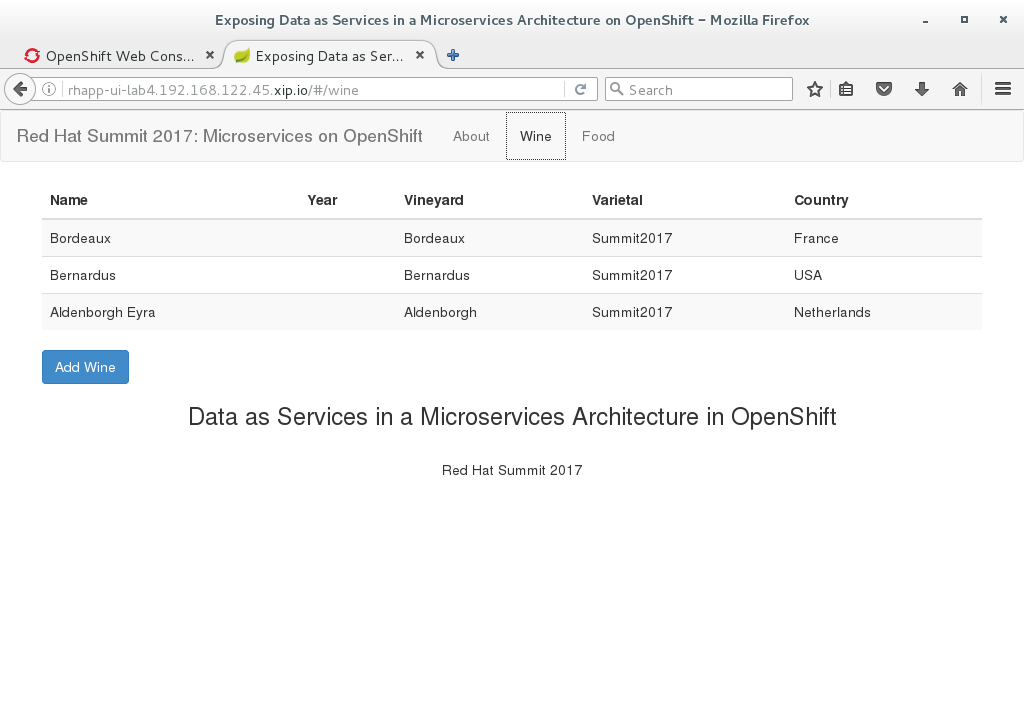 Exposing Data as Services in a Microservices Architecture on OpenShift – Mozilla Firefox
OpenShift Web Cons... Exposing Data as Ser...
rhapp-ui-lab4.192.168.122.45.xip.io/#/wine Search
Red Hat Summit 2017: Microservices on OpenShift About Wine Food
Name Year Vineyard Varietal Country
Bordeaux Bordeaux Summit2017 France
Bernardus Bernardus Summit2017 USA
Aldenborgh Eyra Aldenborgh Summit2017 Netherlands
Add Wine
Data as Services in a Microservices Architecture in OpenShift
Red Hat Summit 2017